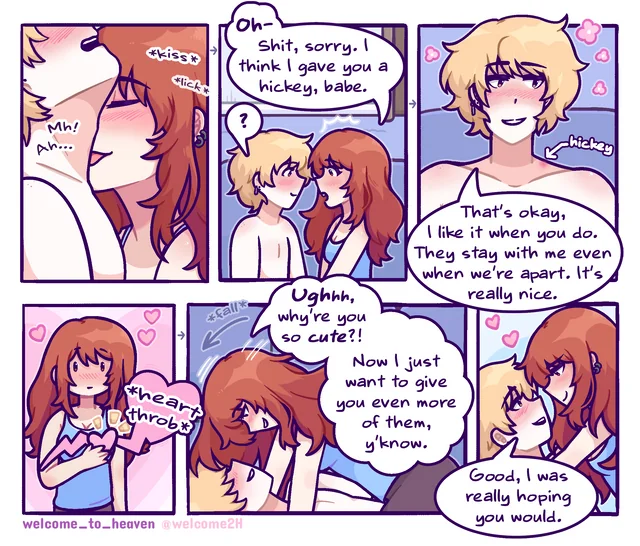 *kiss*
*lick*
Mh!
Ah...
Oh-
Shit, sorry. I
think I gave you a
hickey, babe.
?
hickey
That's okay,
I like it when you do.
They stay with me even
when we're apart. It's
really nice.
*heart
throb*
*fall*
Ughhh,
why're you
so cute?!
Now I just
want to give
you even more
of them,
y'know.
Good, I was
really hoping
you would.
welcome_to_heaven @welcome2H